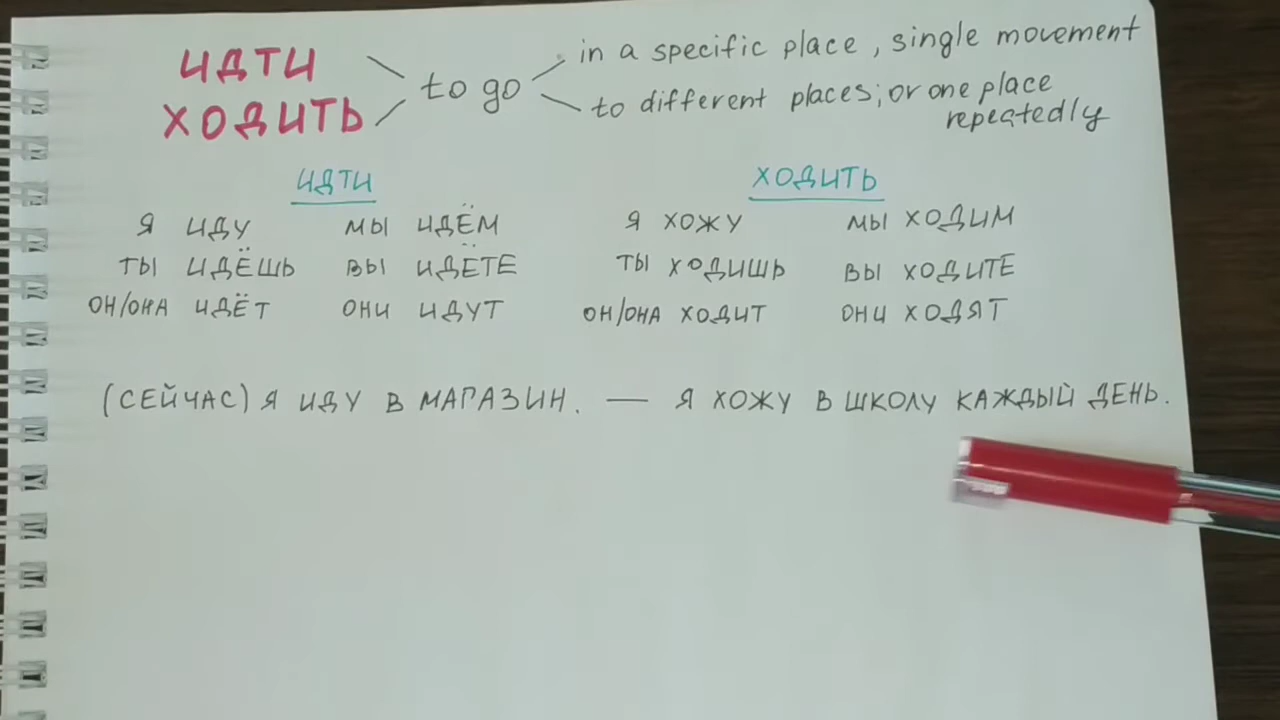 ИДТИ
ХОДИТЬ
to go
in a specific place, single movement
to different places; or one place
repeatedly
ИДТИ
Я ИДУ МЫ ИДЁМ
ТЫ ИДЁШЬ ВЫ ИДЁТЕ
ОН/ОНА ИДЁТ ОНИ ИДУТ
ХОДИТЬ
Я ХОЖУ МЫ ХОДИМ
ТЫ ХОДИШЬ ВЫ ХОДИТЕ
ОН/ОНА ХОДИТ ОНИ ХОДЯТ
(СЕЙЧАС) Я ИДУ В МАГАЗИН. — Я ХОЖУ В ШКОЛУ КАЖДЫЙ ДЕНЬ.